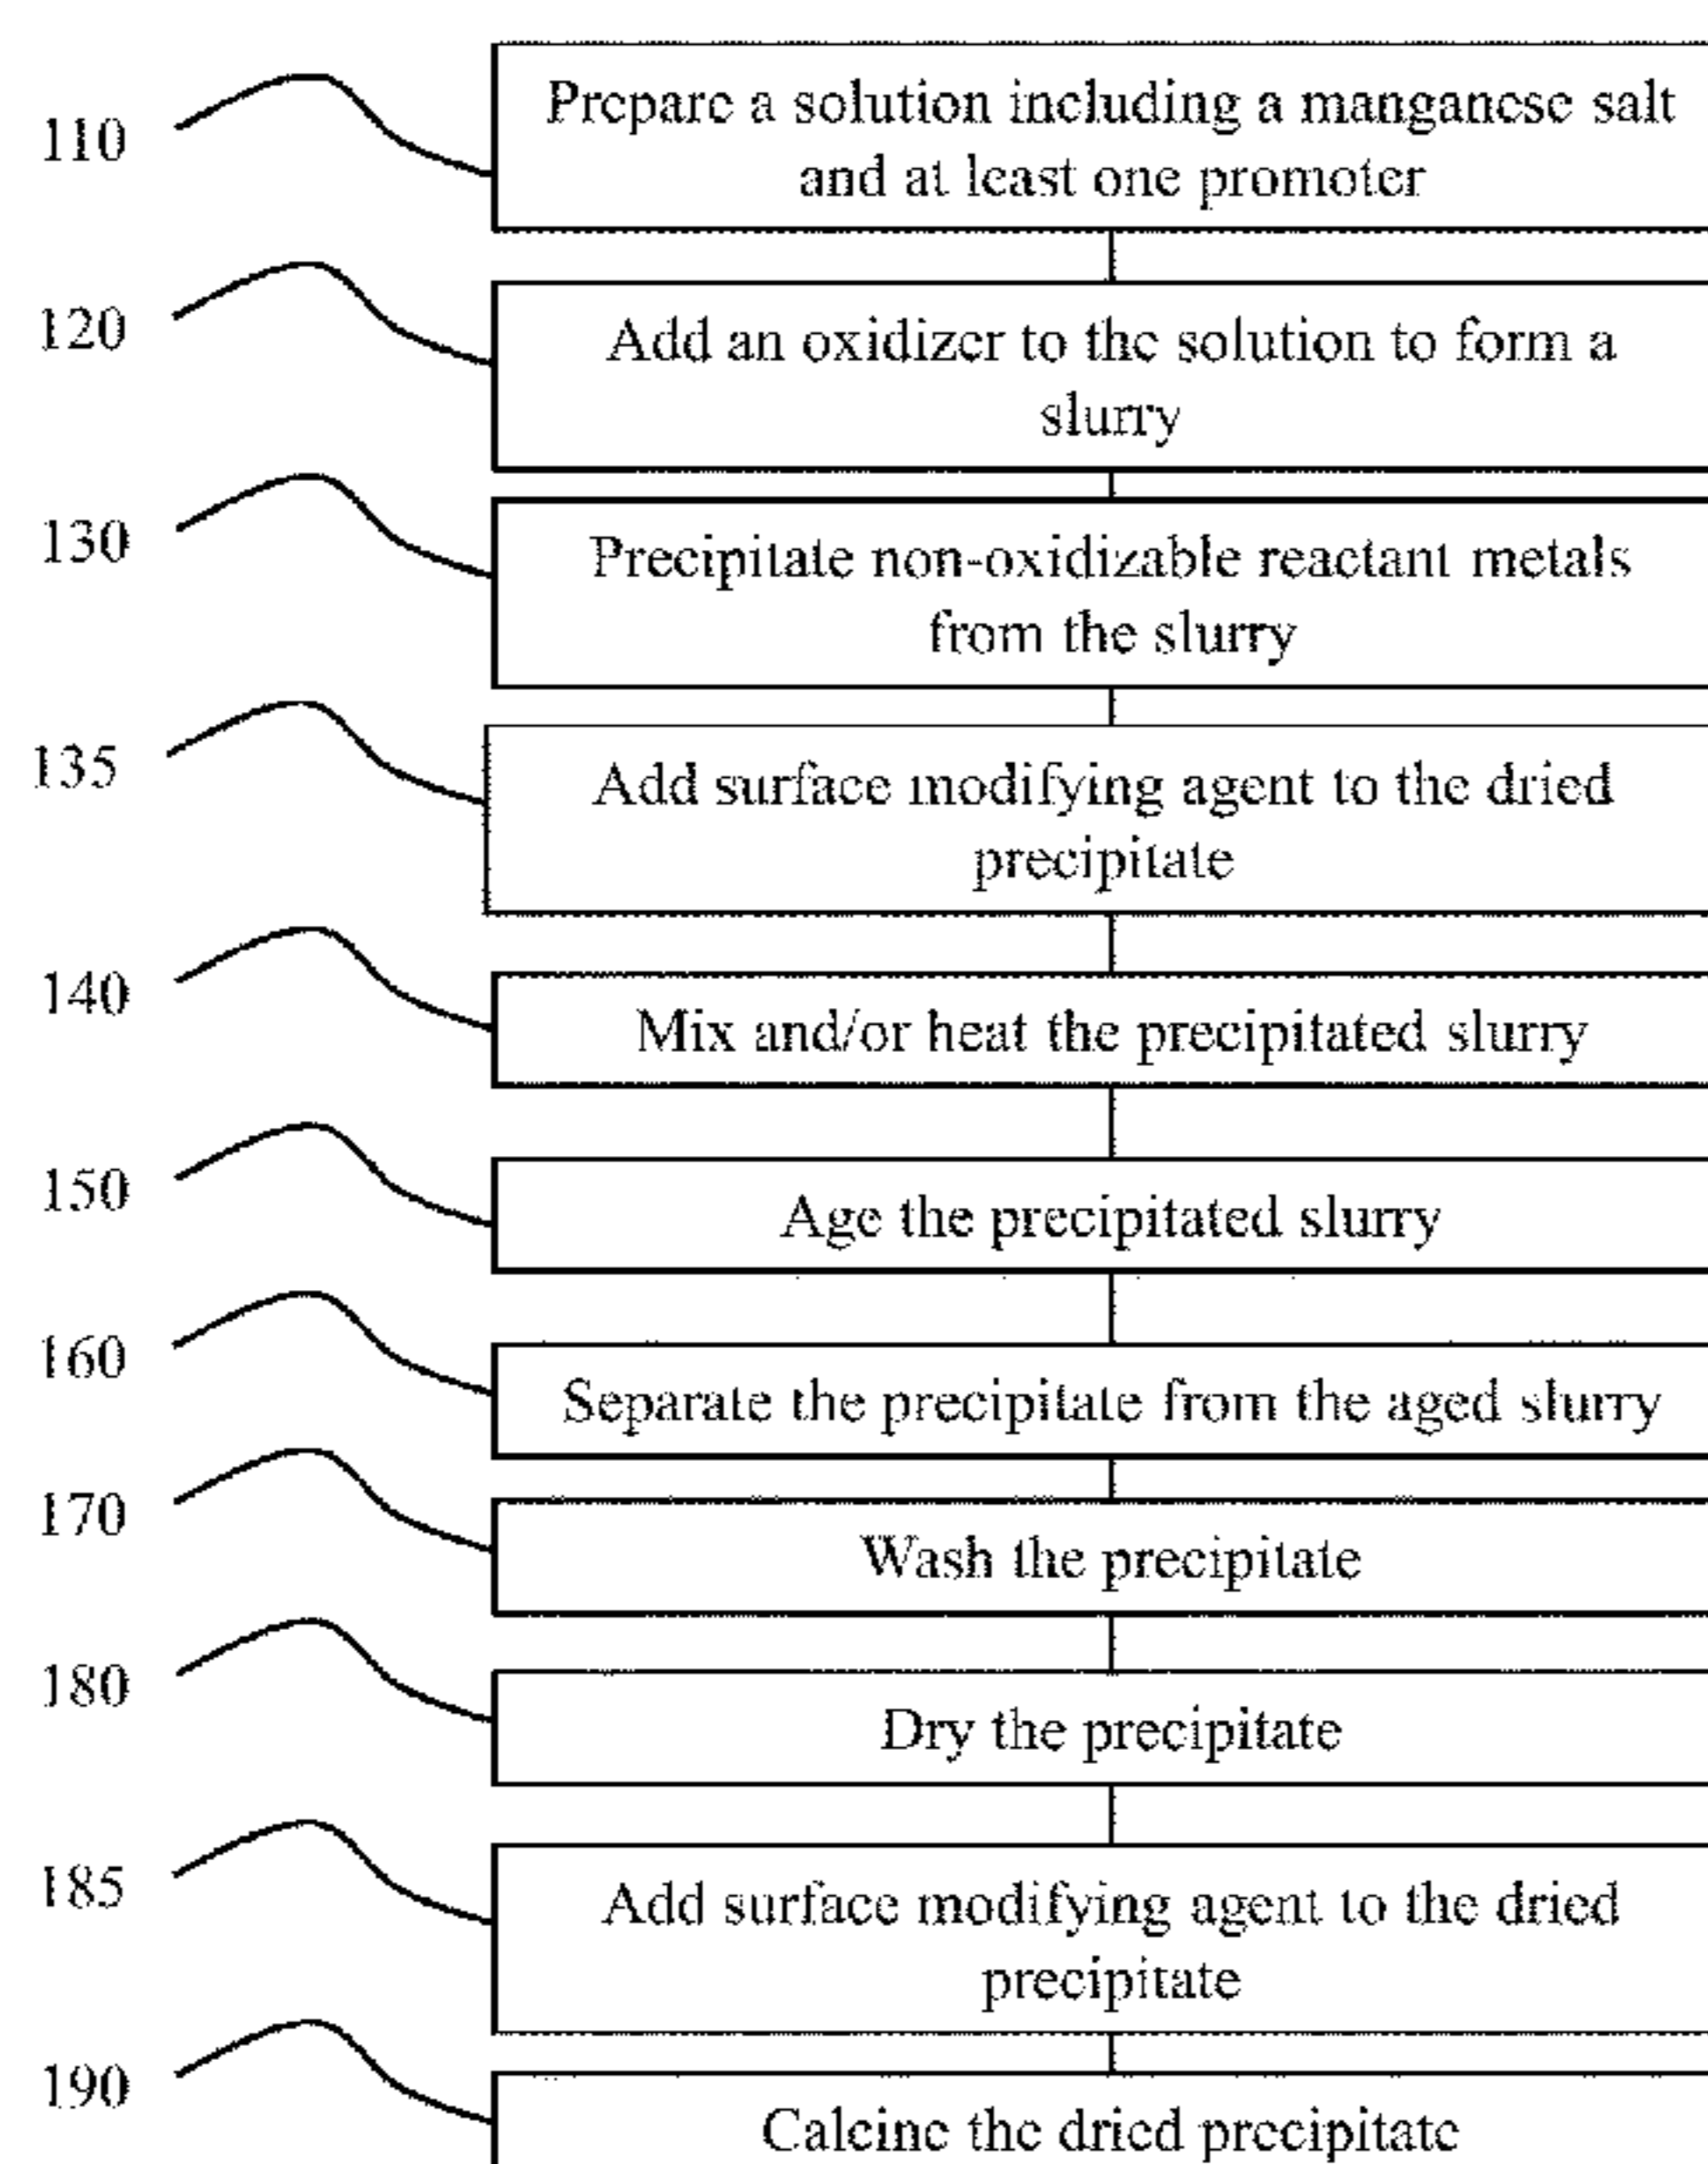 110
Prepare a solution including a manganese salt
and at least one promoter
120
Add an oxidizer to the solution to form a
slurry
130
Precipitate non-oxidizable reactant metals
from the slurry
135
Add surface modifying agent to the dried
precipitate
140
Mix and/or heat the precipitated slurry
150
Age the precipitated slurry
160
Separate the precipitate from the aged slurry
170
Wash the precipitate
180
Dry the precipitate
185
Add surface modifying agent to the dried
precipitate
190
Calcine the dried precipitate